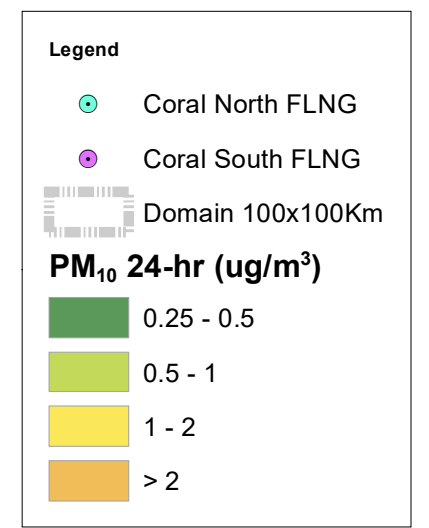 Legend
Coral North FLNG
Coral South FLNG
Domain 100x100Km
PM₁₀ 24-hr (ug/m³)
0.25 - 0.5
0.5 - 1
1 - 2
> 2